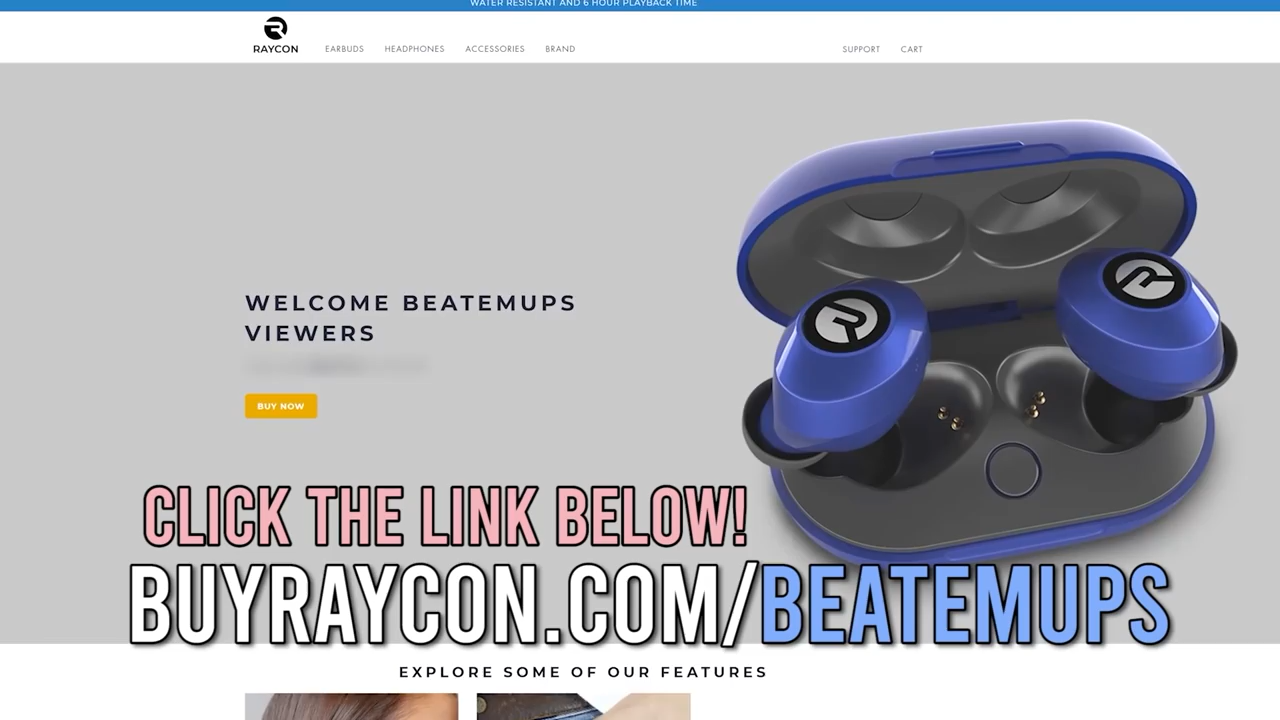 WATER RESISTANT AND 6 HOUR PLAYBACK TIME
RAYCON
EARBUDS
HEADPHONES
ACCESSORIES
BRAND
SUPPORT
CART
WELCOME BEATEMUPS
VIEWERS
BUY NOW
CLICK THE LINK BELOW!
BUYRAYCON.COM/BEATEMUPS
EXPLORE SOME OF OUR FEATURES